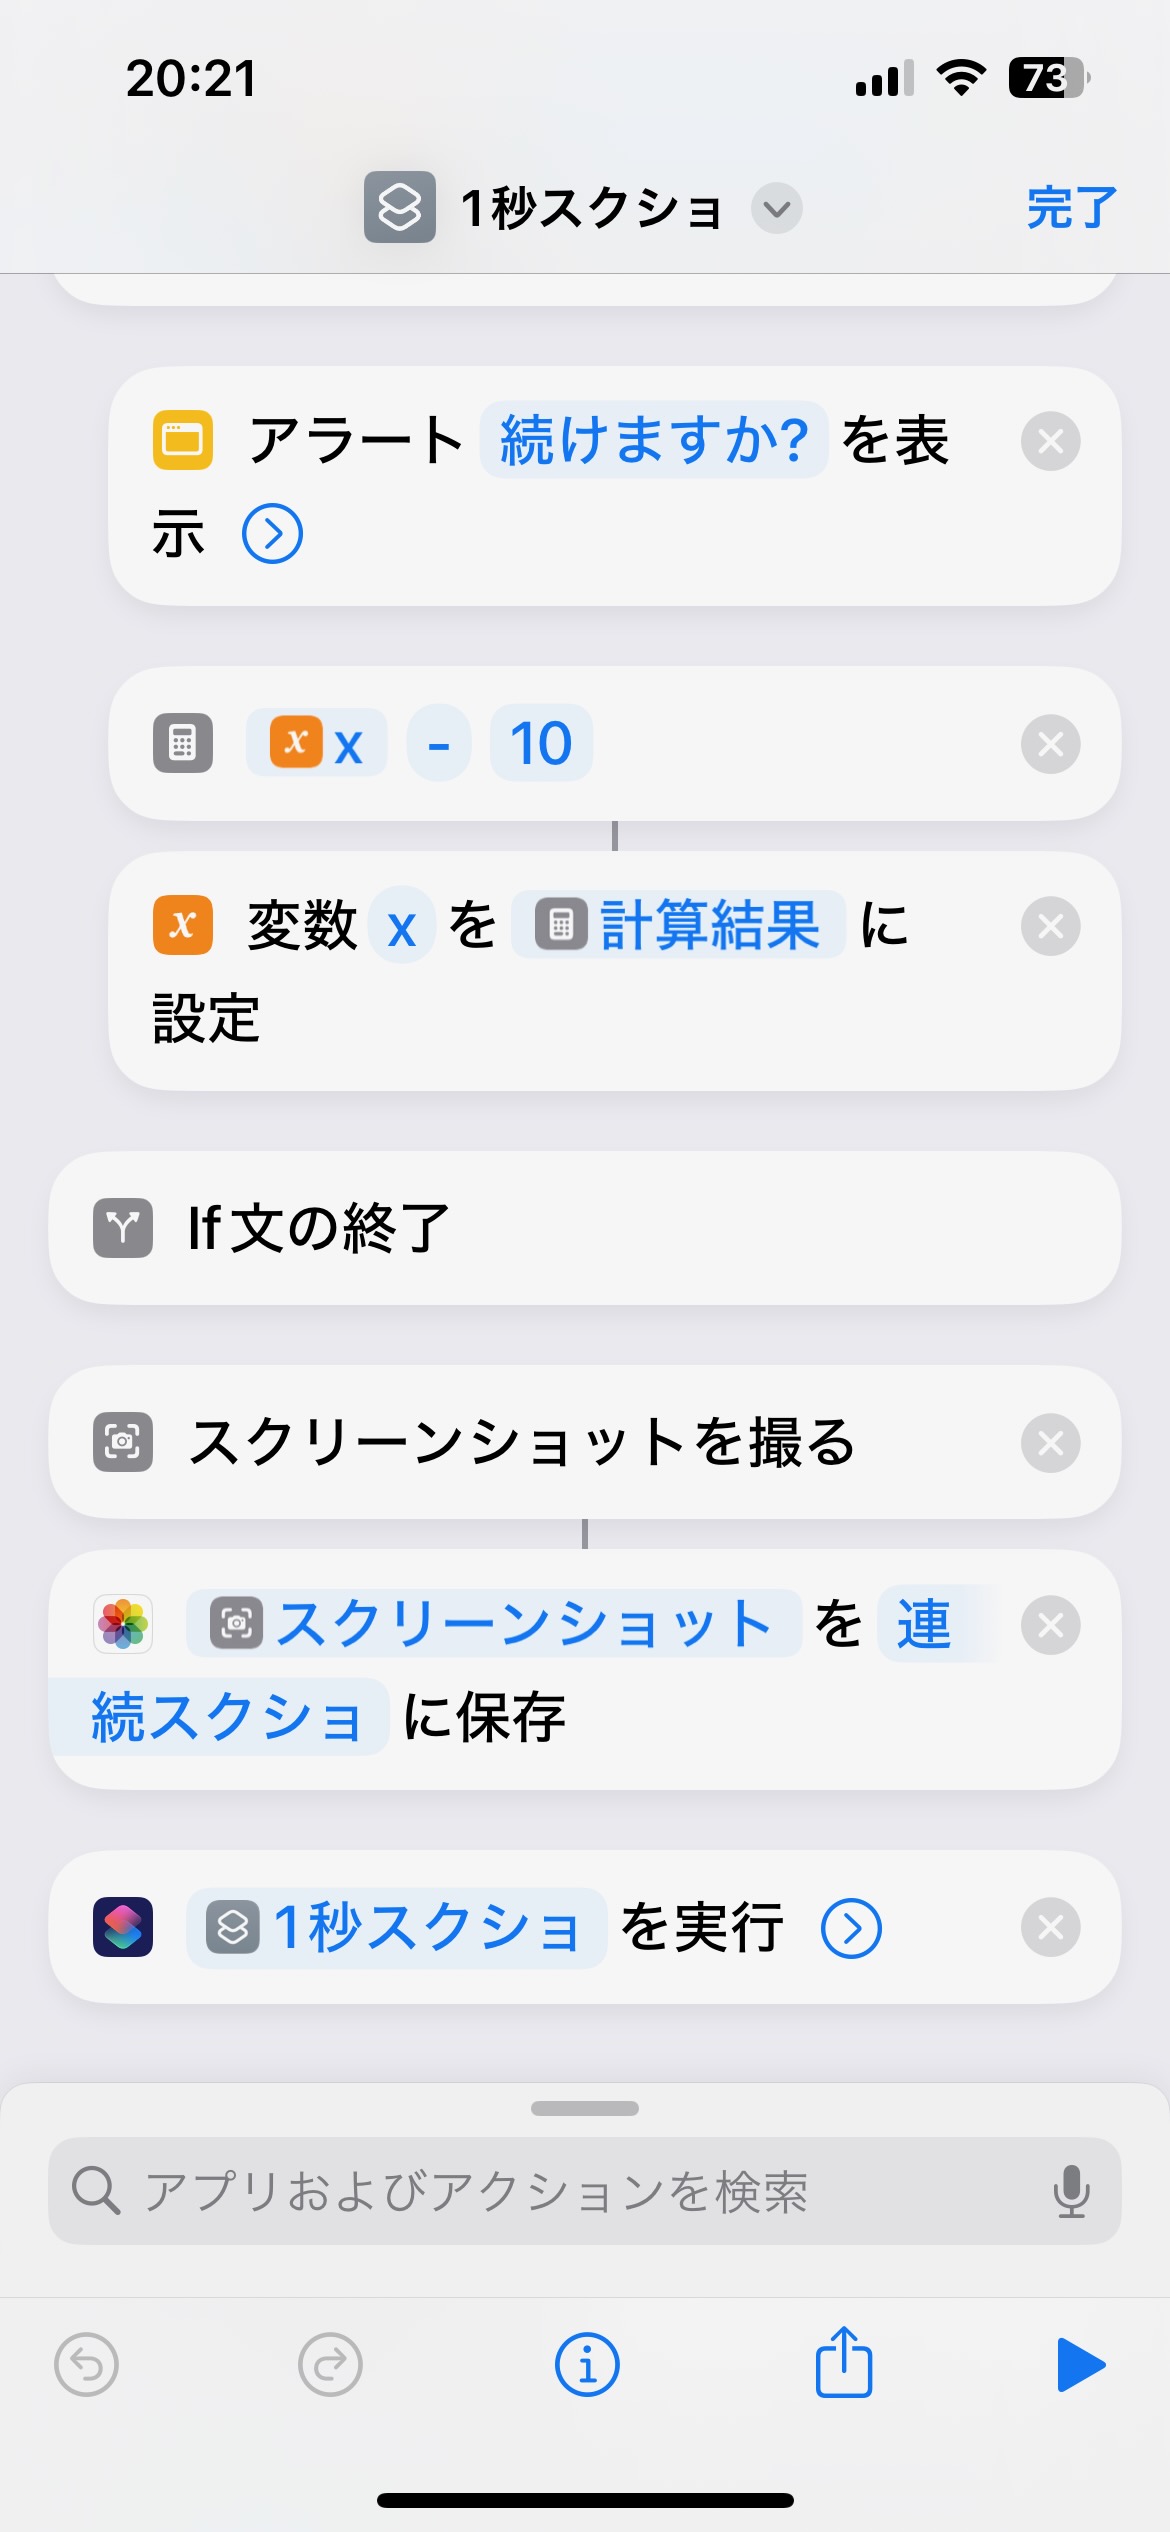 20:21
73
1秒スクショ
完了
アラート 続けますか? を表
示
x x - 10
x 変数 x を 計算結果 に
設定
If文の終了
スクリーンショットを撮る
スクリーンショット を 連
続スクショ に保存
1秒スクショ を実行
アプリおよびアクションを検索